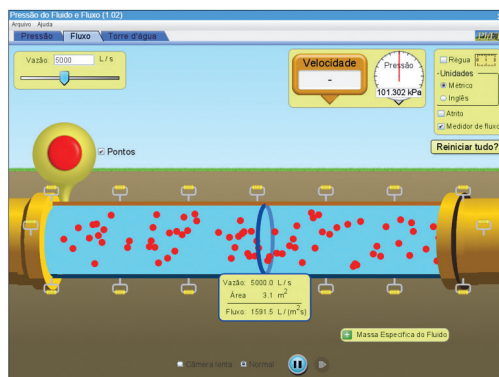 Pressão do Fluido e Fluxo (1.02)
Arquivo Ajuda
Pressão Fluxo Torre d'água
Vazão: 5000 L / s
Velocidade
-
Pressão
101.302 kPa
Régua
Unidades
Métrico
Inglês
Atrito
Medidor de fluxo
Reiniciar tudo?
Pontos
Vazão: 5000.0 L / s
Área 3.1 m²
Fluxo: 1591.5 L / (m²s)
Massa Específica do Fluido
Câmera lenta Normal